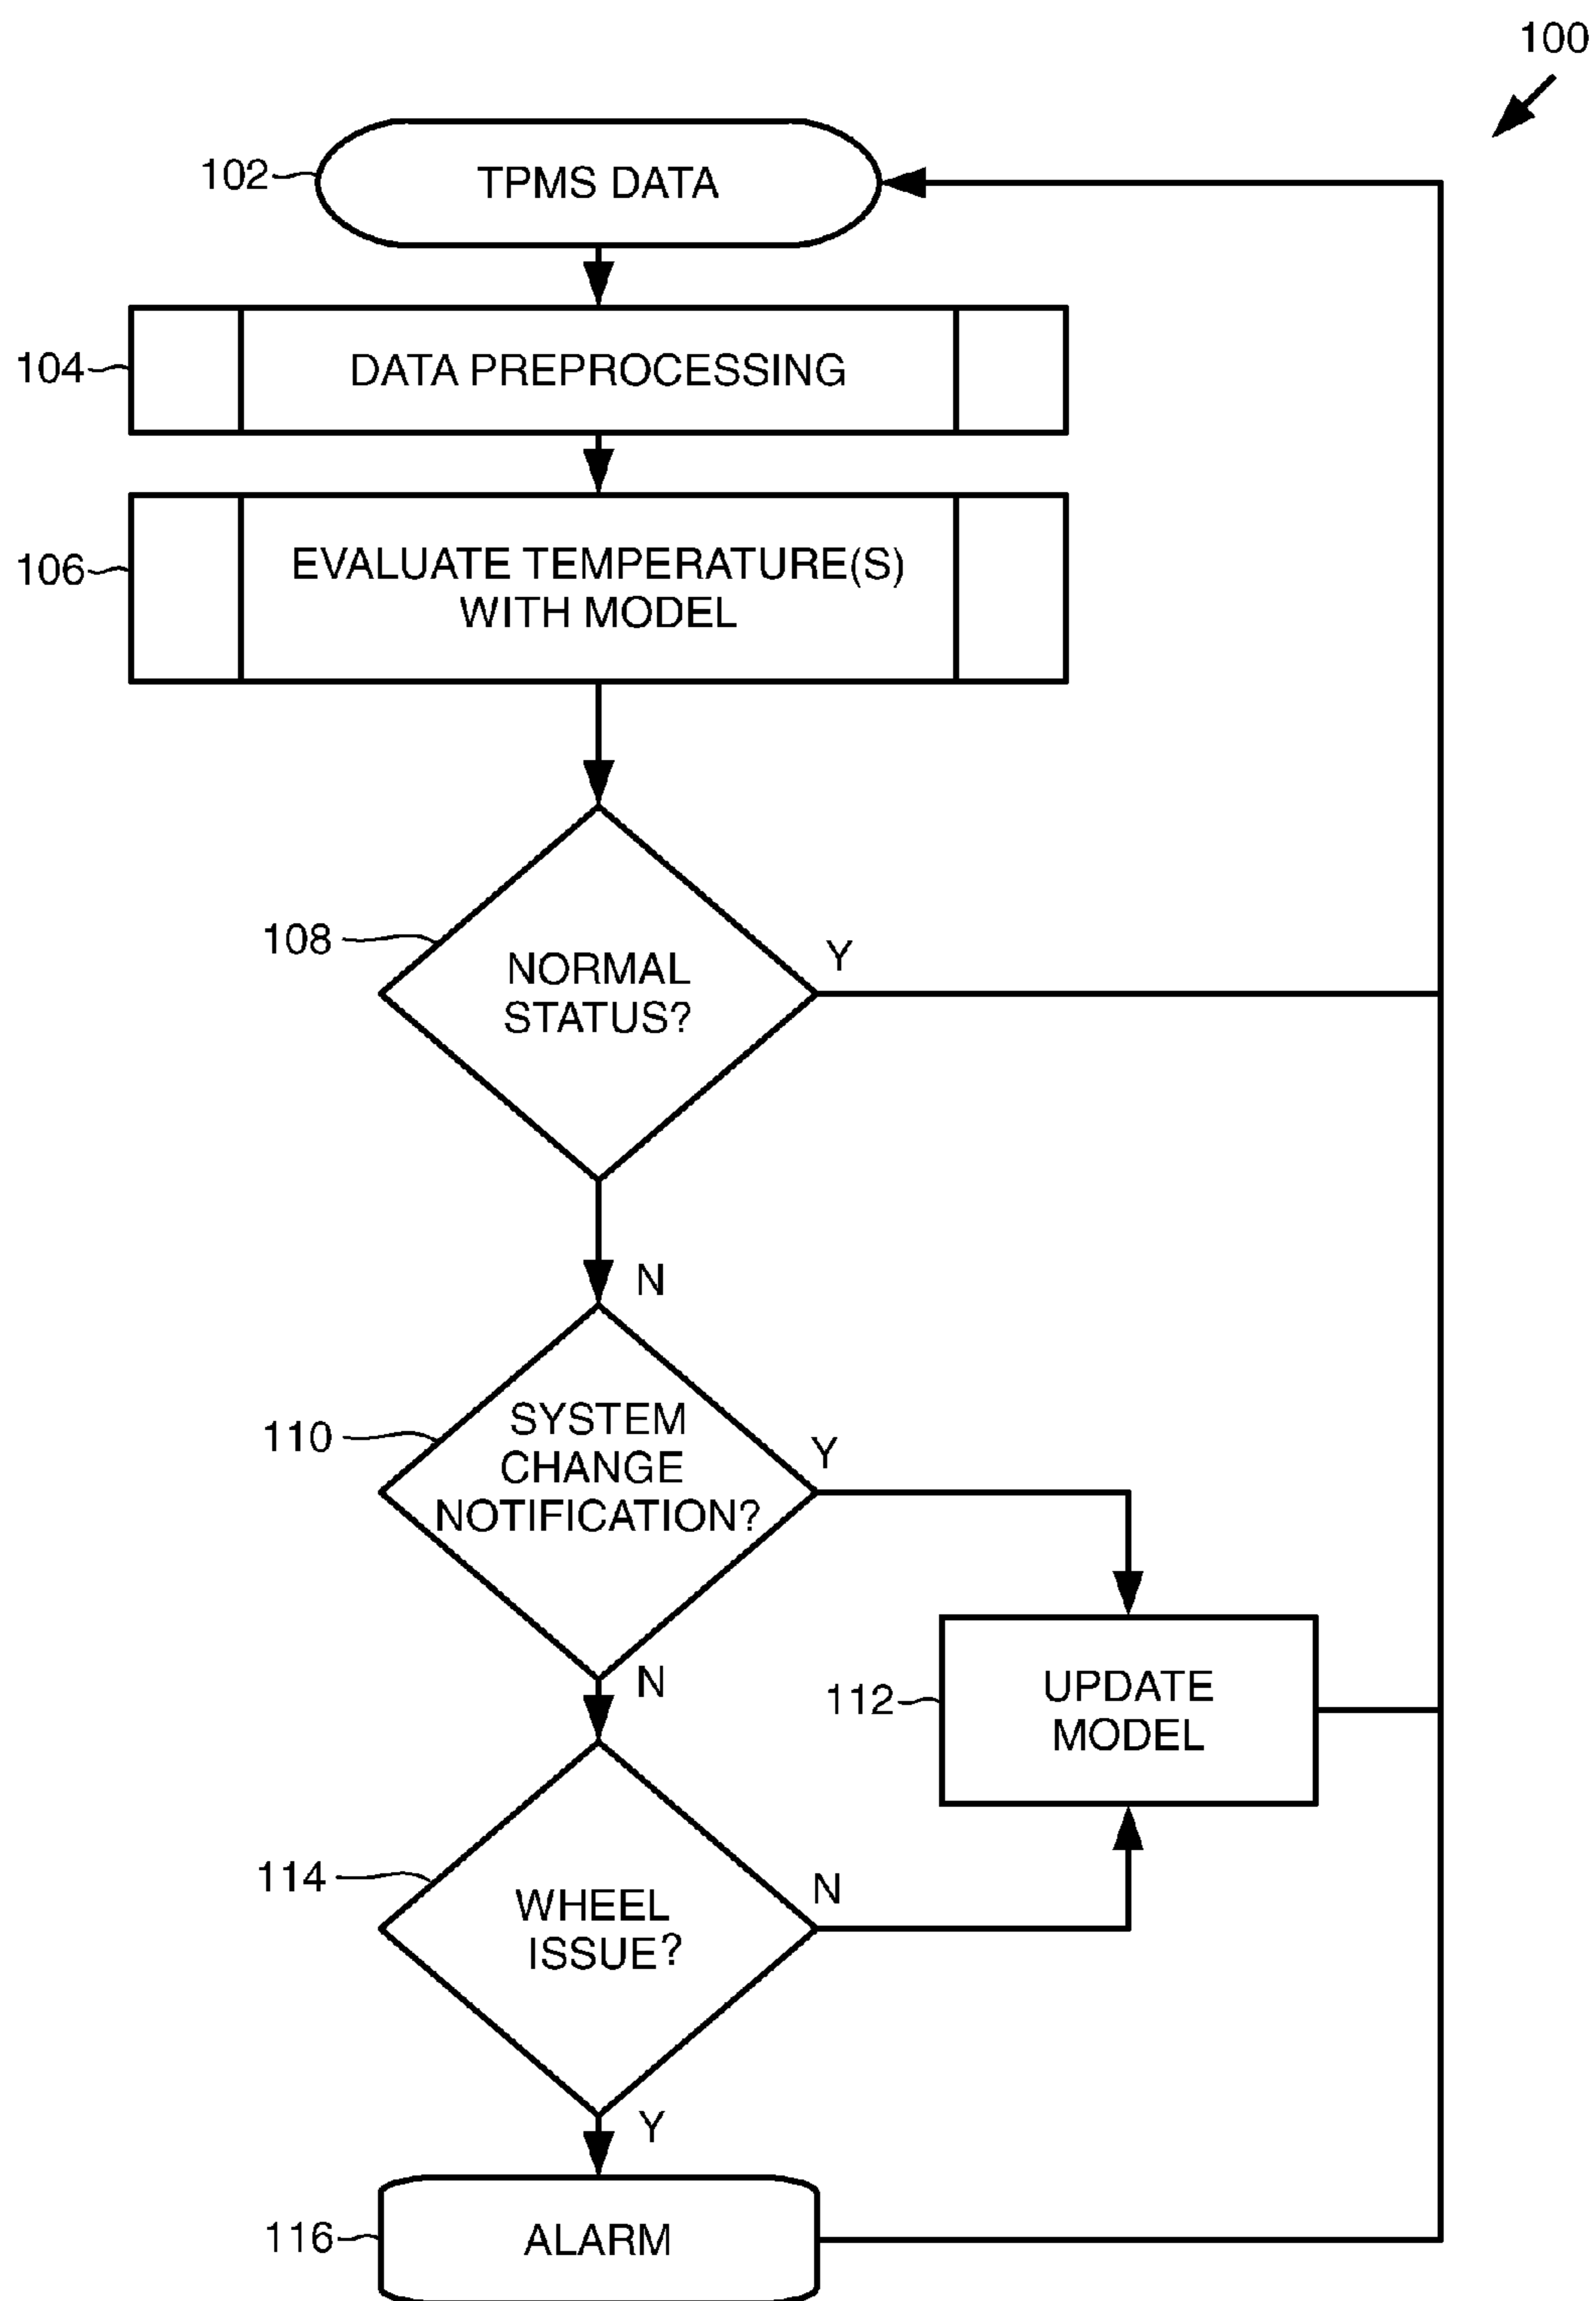 100
102
TPMS DATA
104
DATA PREPROCESSING
106
EVALUATE TEMPERATURE(S)
WITH MODEL
108
NORMAL
STATUS?
Y
N
110
SYSTEM
CHANGE
NOTIFICATION?
Y
N
112
UPDATE
MODEL
114
WHEEL
ISSUE?
N
Y
116
ALARM